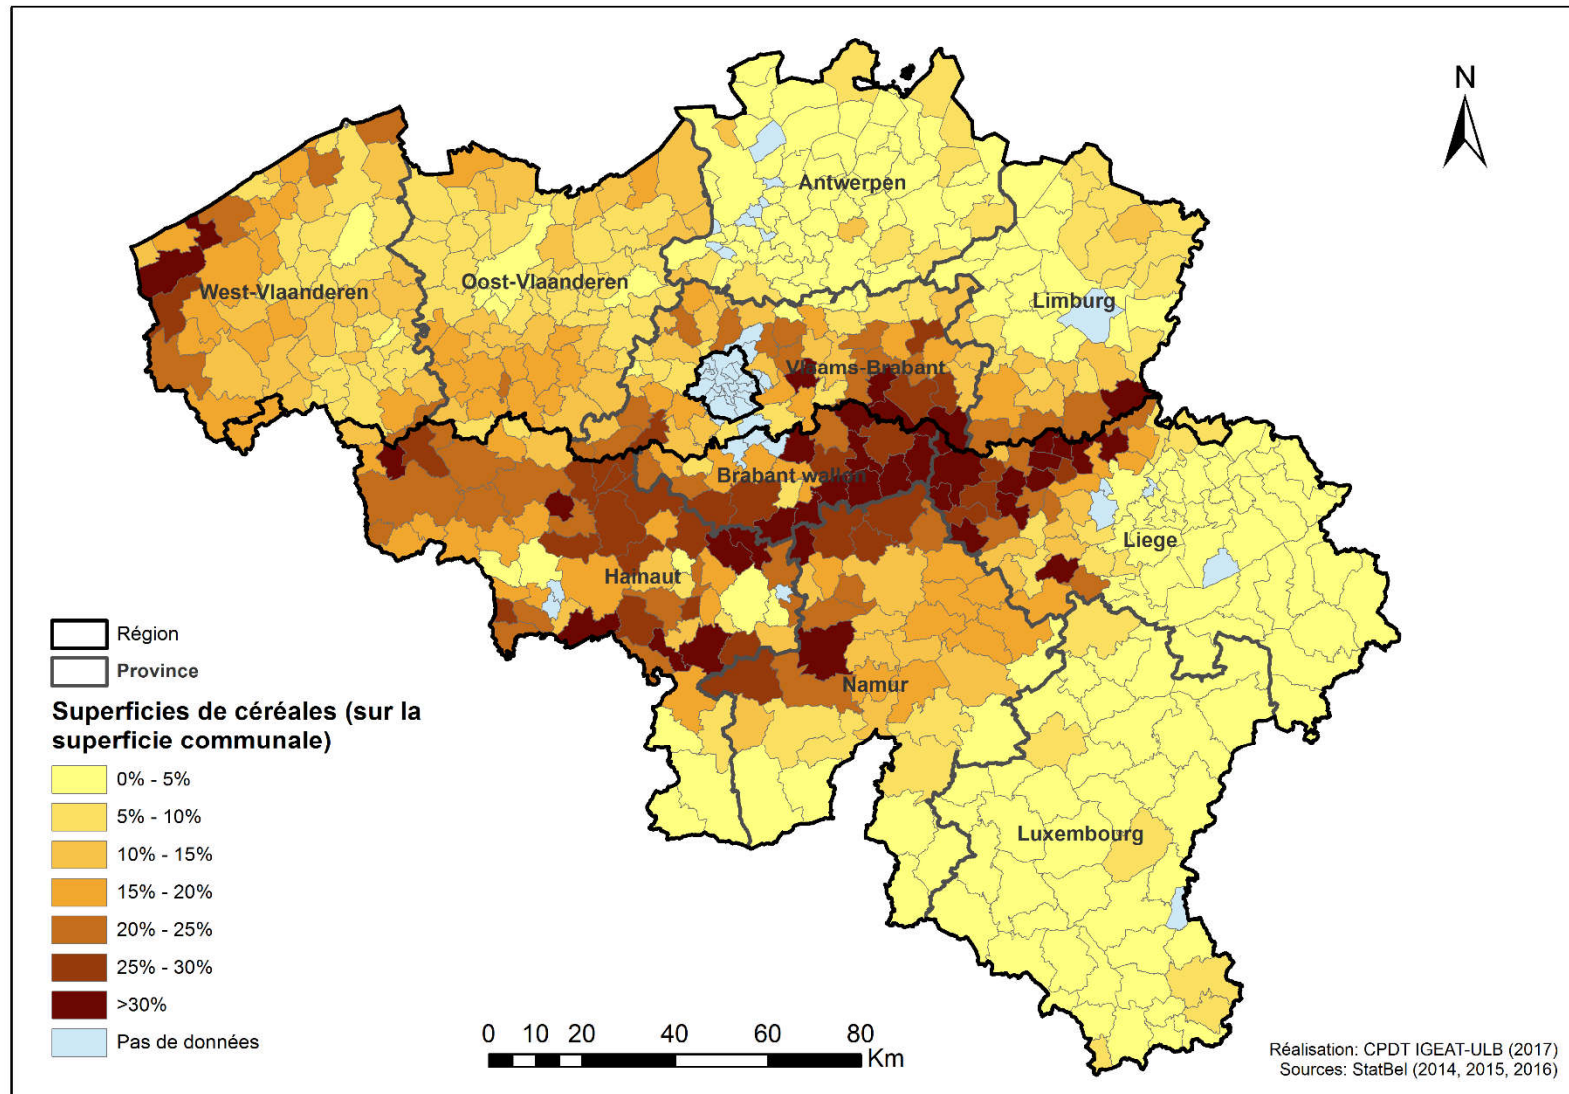 N
Antwerpen
West-Vlaanderen
Oost-Vlaanderen
Limburg
Vlaams-Brabant
Brabant wallon
Liege
Hainaut
Namur
Luxembourg
Région
Province
Superficies de céréales (sur la
superficie communale)
0% - 5%
5% - 10%
10% - 15%
15% - 20%
20% - 25%
25% - 30%
>30%
Pas de données
0 10 20 40 60 80
Km
Réalisation: CPDT IGEAT-ULB (2017)
Sources: StatBel (2014, 2015, 2016)